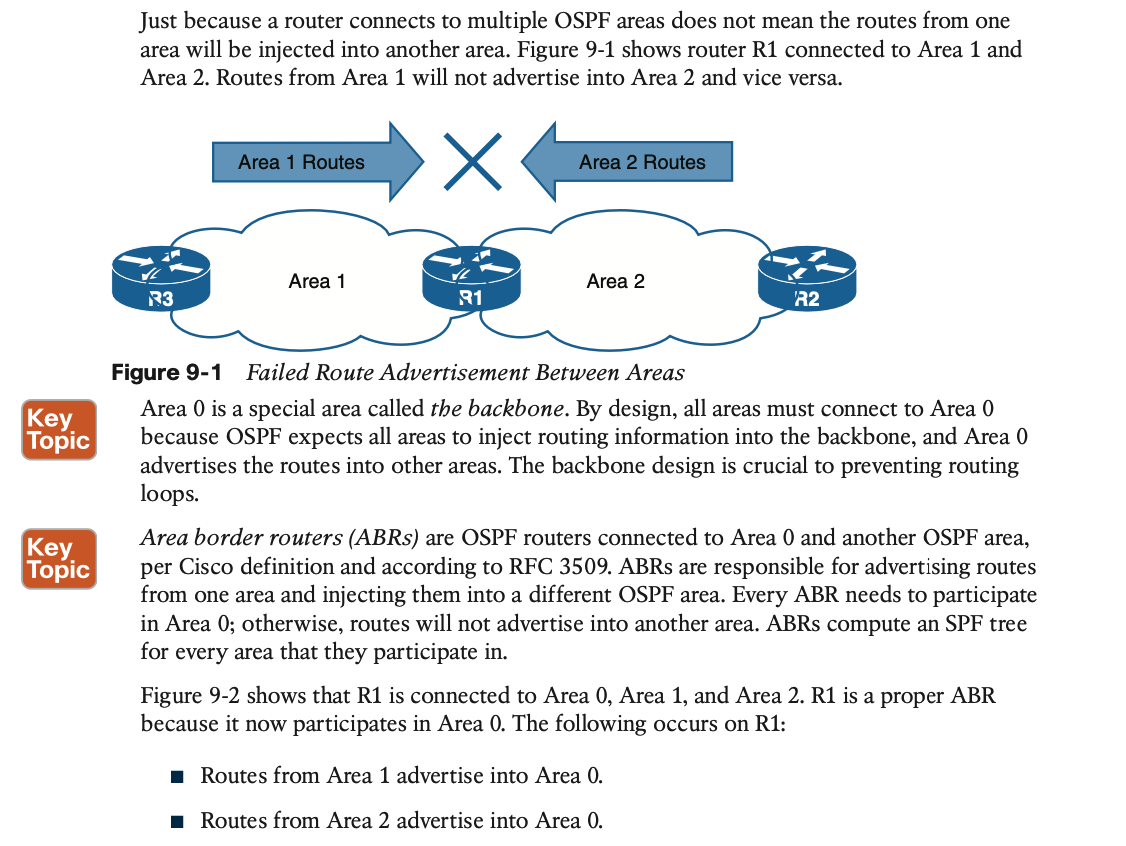 Just because a router connects to multiple OSPF areas does not mean the routes from one
area will be injected into another area. Figure 9-1 shows router R1 connected to Area 1 and
Area 2. Routes from Area 1 will not advertise into Area 2 and vice versa.
Area 1 Routes
Area 2 Routes
R3
Area 1
R1
Area 2
R2
Figure 9-1 Failed Route Advertisement Between Areas
Key
Topic
Area 0 is a special area called the backbone. By design, all areas must connect to Area 0
because OSPF expects all areas to inject routing information into the backbone, and Area 0
advertises the routes into other areas. The backbone design is crucial to preventing routing
loops.
Key
Topic
Area border routers (ABRs) are OSPF routers connected to Area 0 and another OSPF area,
per Cisco definition and according to RFC 3509. ABRs are responsible for advertising routes
from one area and injecting them into a different OSPF area. Every ABR needs to participate
in Area 0; otherwise, routes will not advertise into another area. ABRs compute an SPF tree
for every area that they participate in.
Figure 9-2 shows that R1 is connected to Area 0, Area 1, and Area 2. R1 is a proper ABR
because it now participates in Area 0. The following occurs on R1:
■ Routes from Area 1 advertise into Area 0.
■ Routes from Area 2 advertise into Area 0.